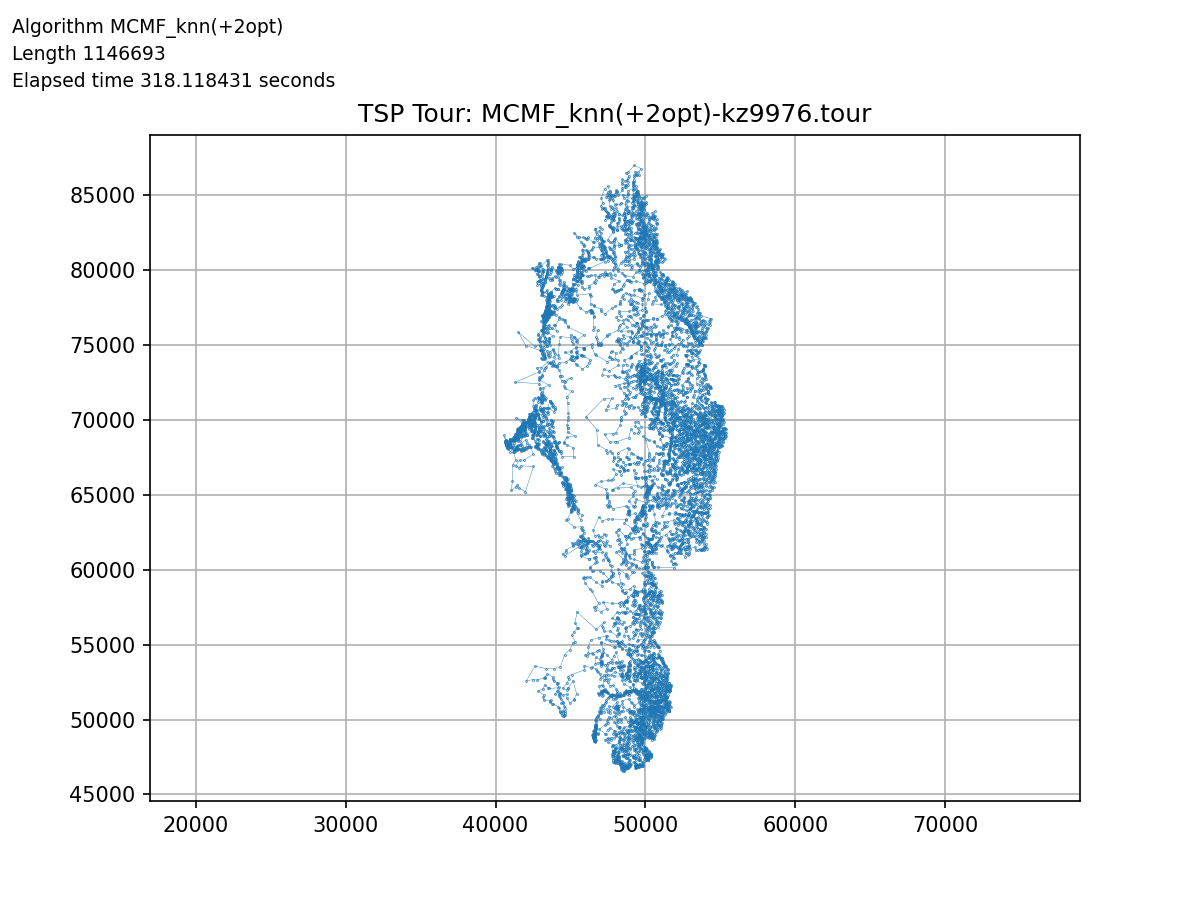 Algorithm MCMF_knn(+2opt)
Length 1146693
Elapsed time 318.118431 seconds
TSP Tour: MCMF_knn(+2opt)-kz9976.tour
85000
80000
75000
70000
65000
60000
55000
50000
45000
20000 30000 40000 50000 60000 70000